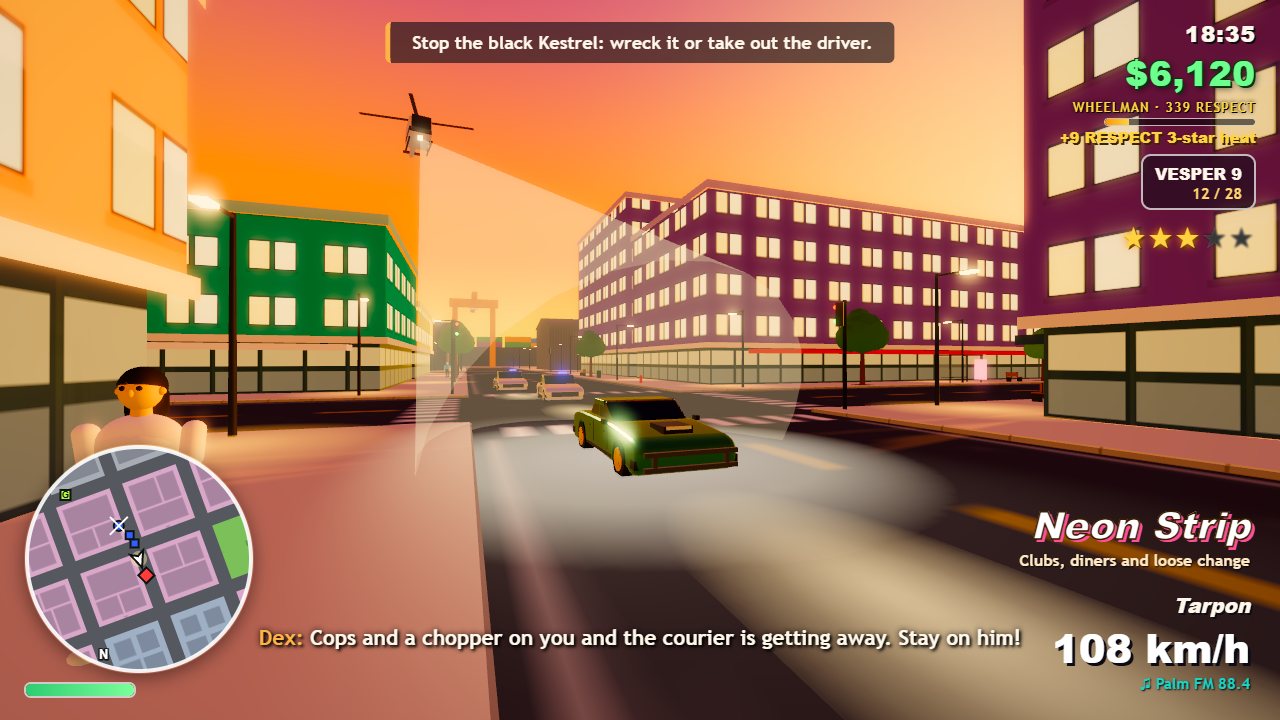 Stop the black Kestrel: wreck it or take out the driver.
18:35
$6,120
WHEELMAN · 339 RESPECT
+9 RESPECT 3-star heat
VESPER 9
12 / 28
G
N
Neon Strip
Clubs, diners and loose change
Dex: Cops and a chopper on you and the courier is getting away. Stay on him!
Tarpon
108 km/h
♫ Palm FM 88.4